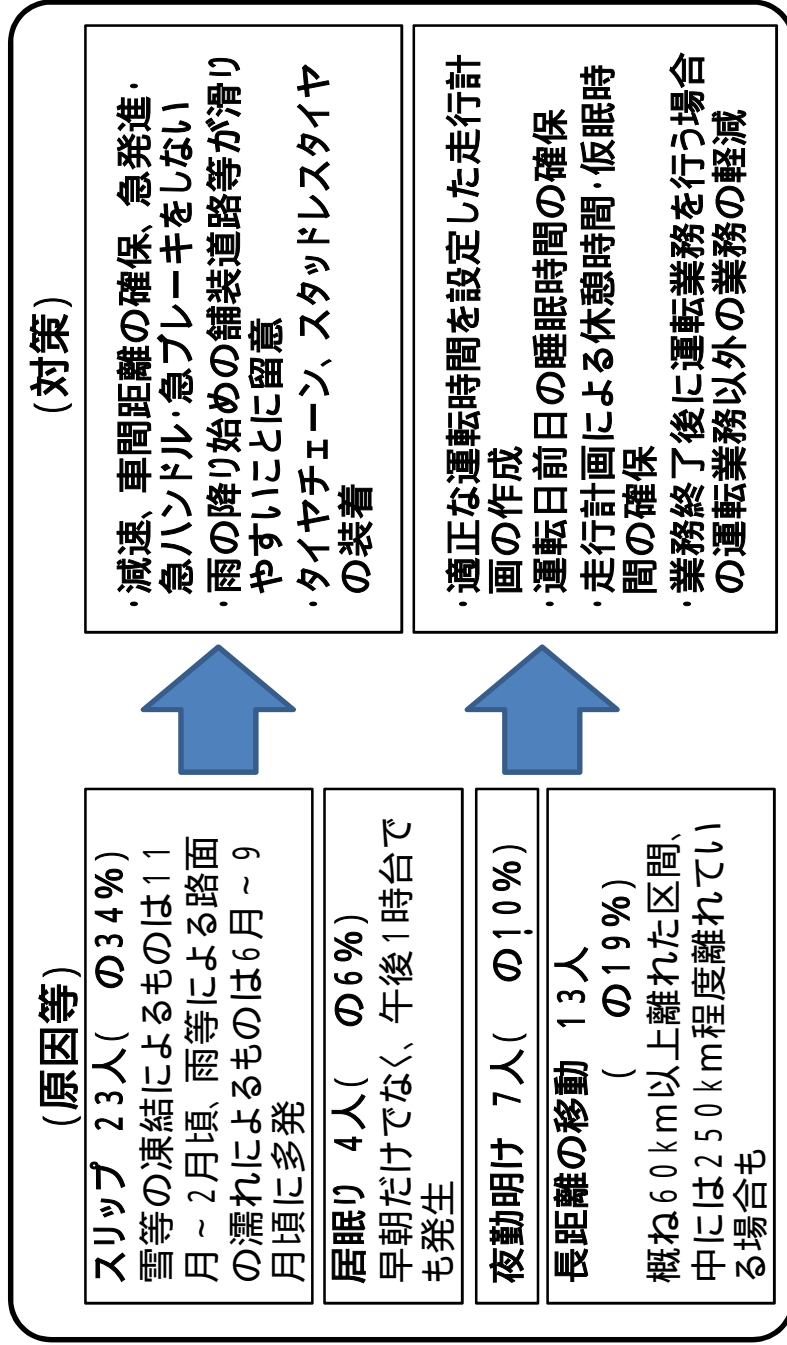 (原因等)
スリップ 23人( の34%)
雪等の凍結によるものは11
月~2月頃、雨等による路面
の濡れによるものは6月~9
月頃に多発
居眠り 4人( の6%)
早朝だけでなく、午後1時台で
も発生
夜勤明け 7人( の10%)
長距離の移動 13人
( の19%)
概ね60km以上離れた区間、
中には250km程度離れてい
る場合も
(対策)
・減速、車間距離の確保、急発進・
急ハンドル・急ブレーキをしない
・雨の降り始めの舗装道路等が滑り
やすいことに留意
・タイヤチェーン、スタッドレスタイヤ
の装着
・適正な運転時間を設定した走行計
画の作成
・運転日前日の睡眠時間の確保
・走行計画による休憩時間・仮眠時
間の確保
・業務終了後に運転業務を行う場合
の運転業務以外の業務の軽減